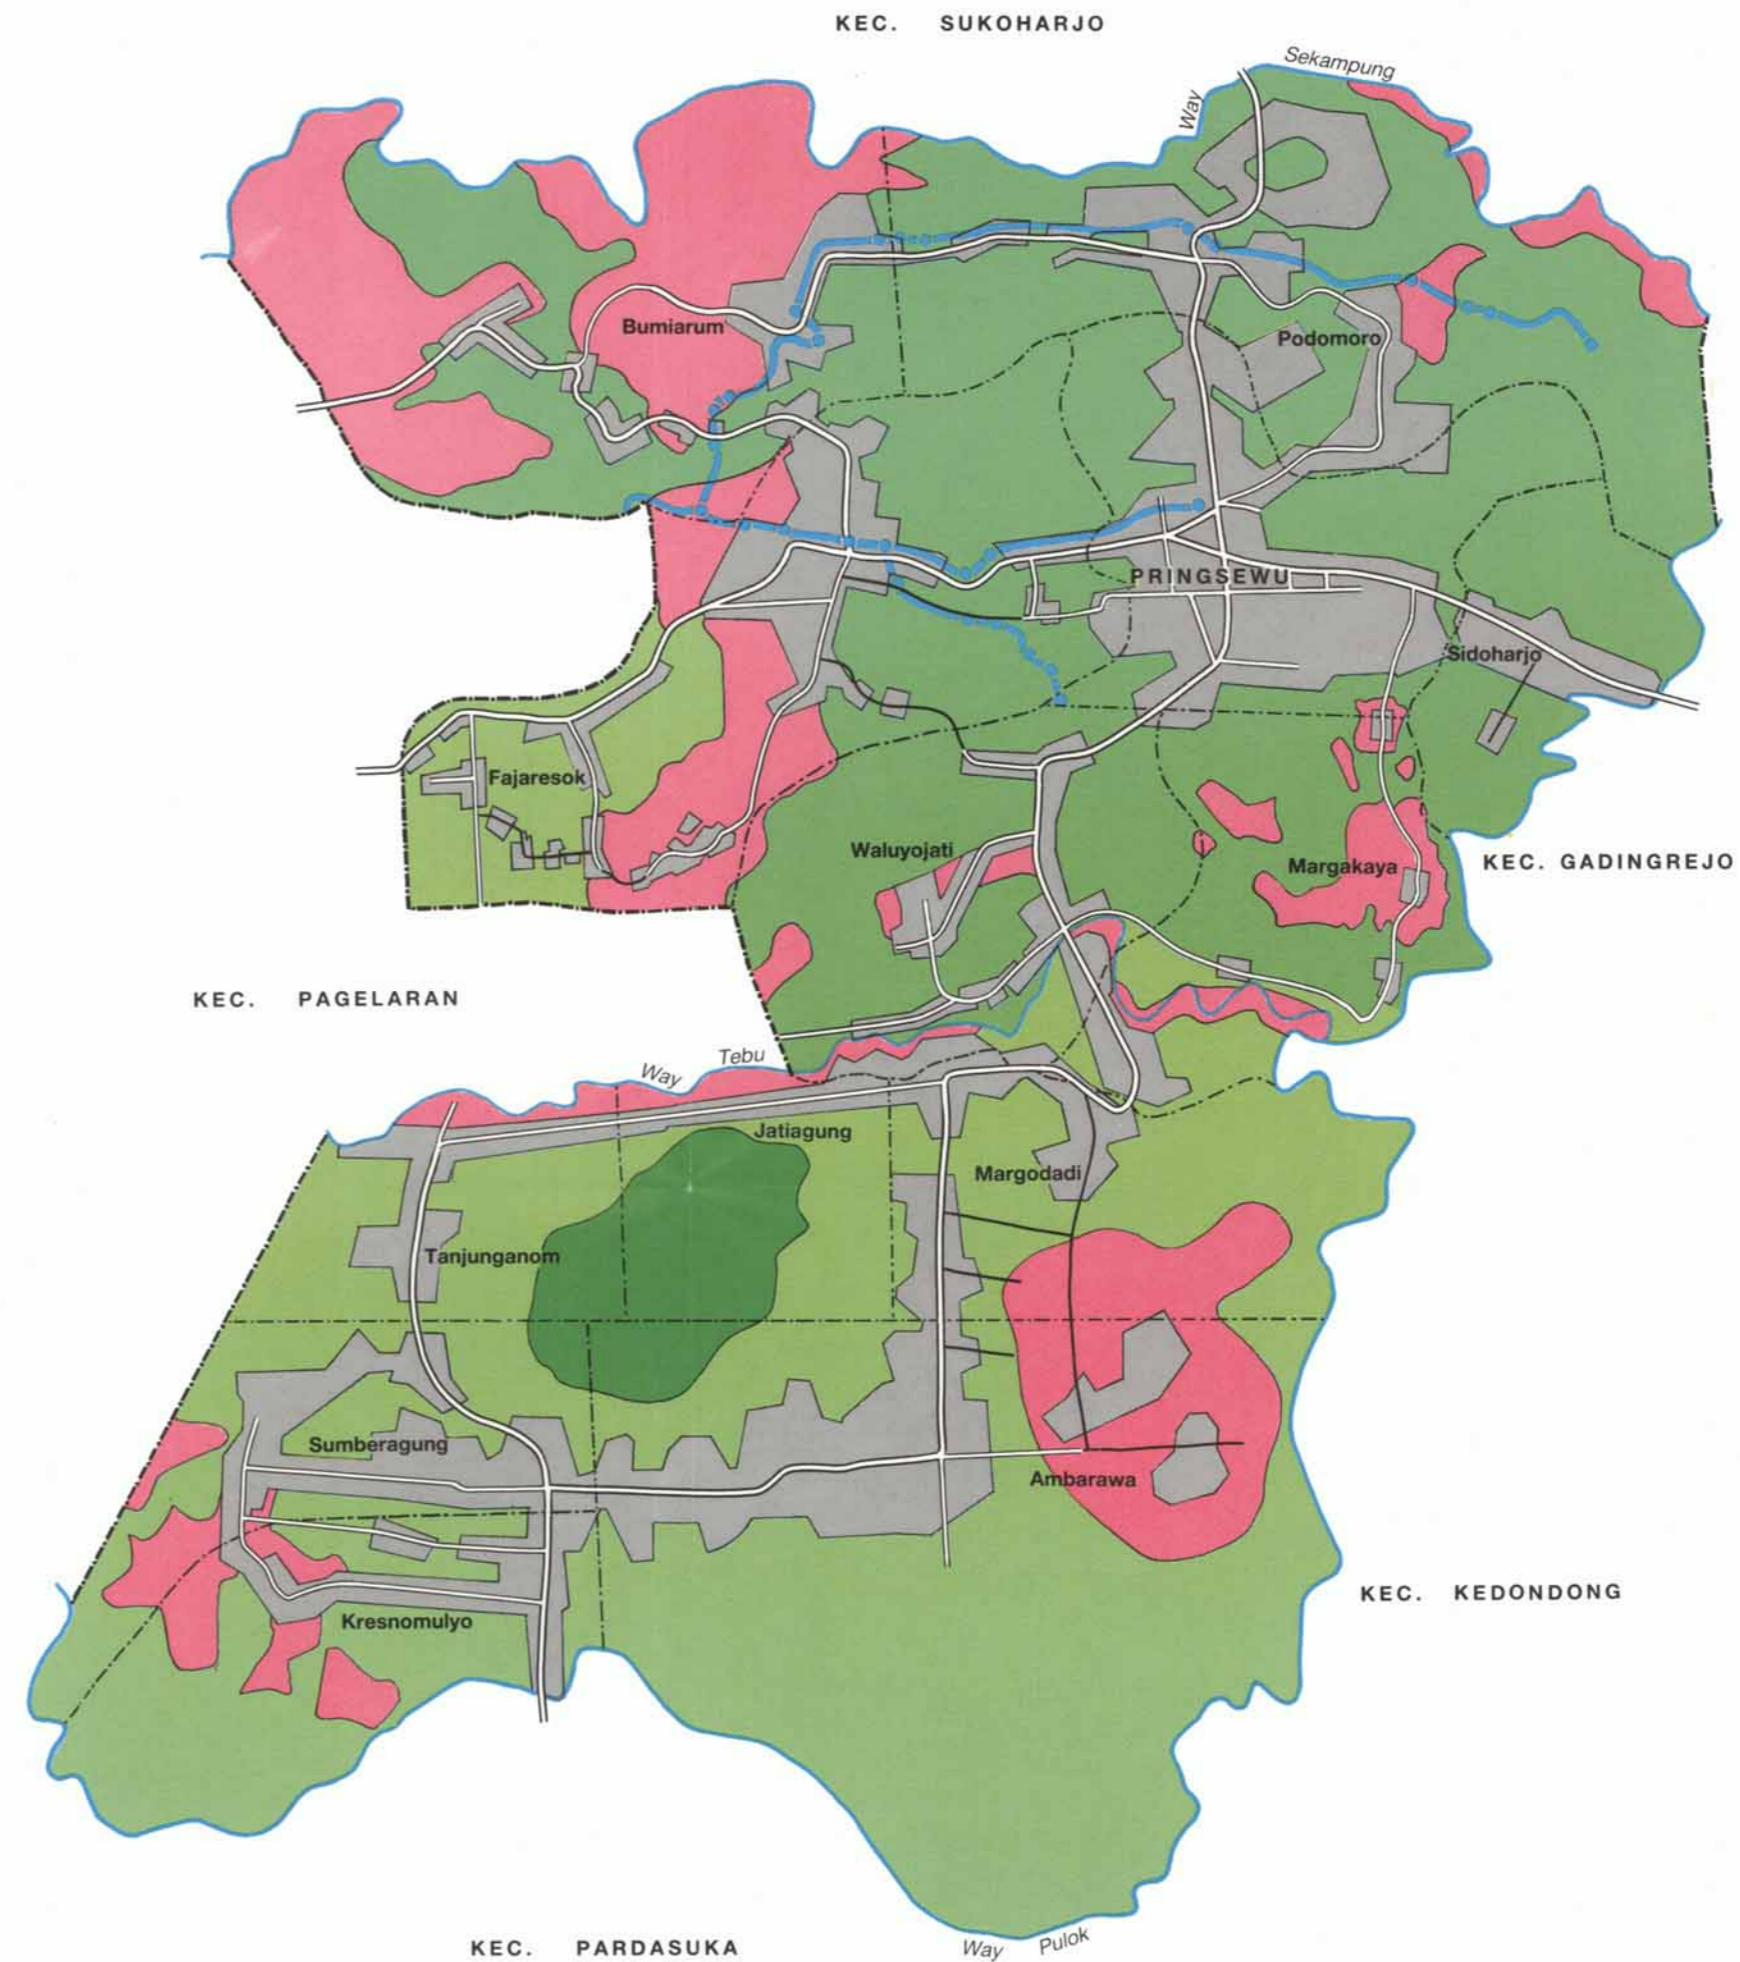 KEC. SUKOHARJO
Sekampung
Way
Bumiarum
Podomoro
PRINGSEWU
Sidoharjo
Fajaresok
Waluyojati
Margakaya
KEC. GADINGREJO
KEC. PAGELARAN
Way Tebu
Jatiagung
Margodadi
Tanjunganom
Sumberagung
Ambarawa
KEC. KEDONDONG
Kresnomulyo
KEC. PARDASUKA
Way Pulok